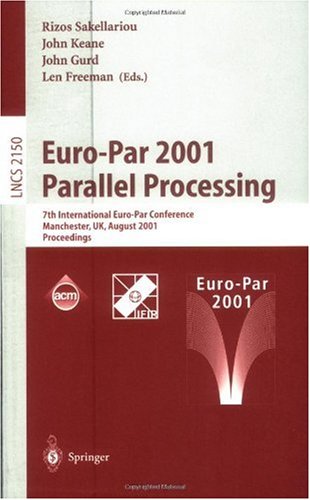 Rizos Sakellariou
John Keane
John Gurd
Len Freeman (Eds.)
LNCS 2150
Euro-Par 2001
Parallel Processing
7th International Euro-Par Conference
Manchester, UK, August 2001
Proceedings
acm
IFIP
Euro-Par
2001
Springer